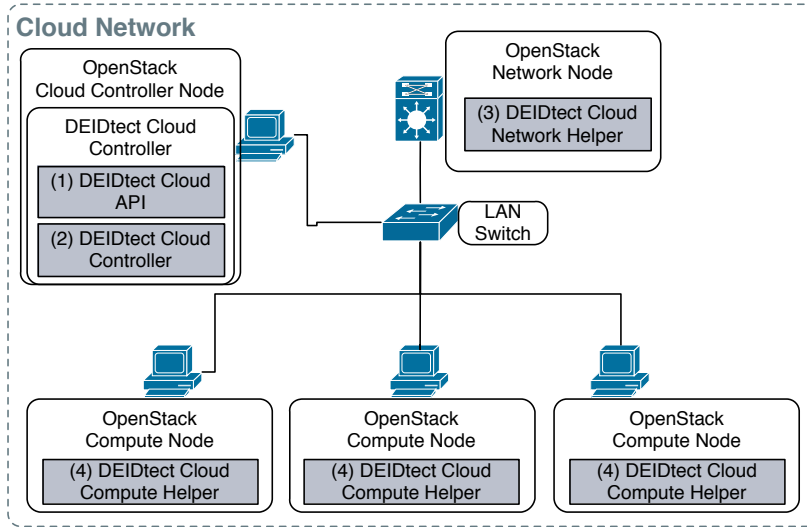 Cloud Network
OpenStack
Cloud Controller Node
DEIDtect Cloud
Controller
(1) DEIDtect Cloud
API
(2) DEIDtect Cloud
Controller
OpenStack
Network Node
(3) DEIDtect Cloud
Network Helper
LAN
Switch
OpenStack
Compute Node
(4) DEIDtect Cloud
Compute Helper
OpenStack
Compute Node
(4) DEIDtect Cloud
Compute Helper
OpenStack
Compute Node
(4) DEIDtect Cloud
Compute Helper